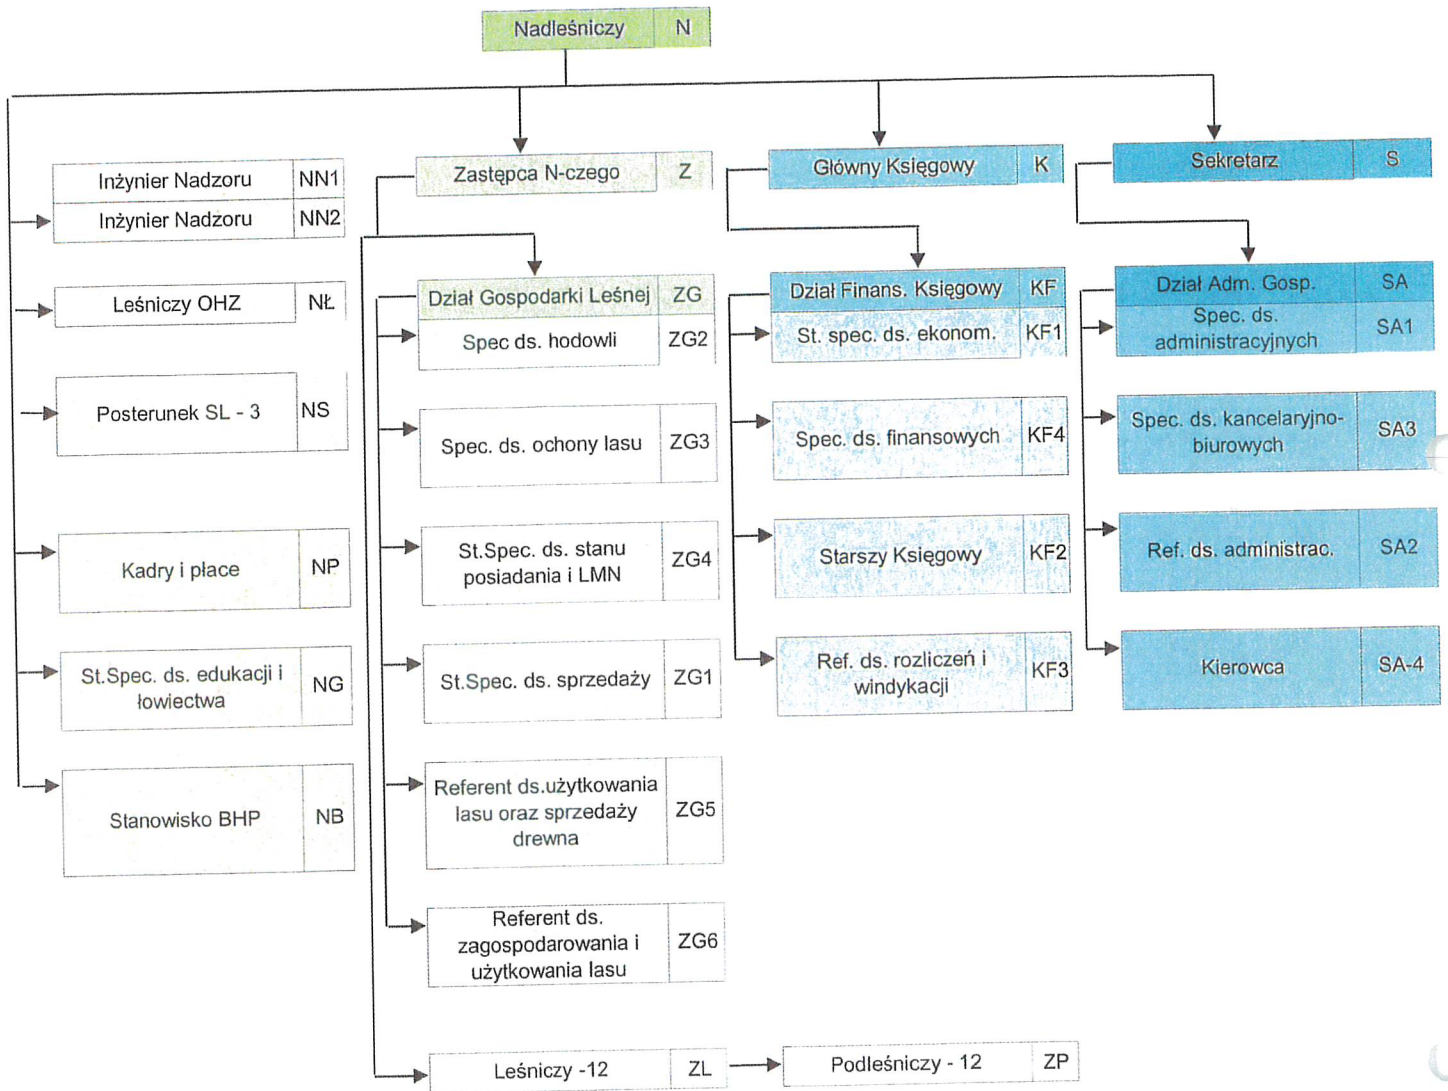 Nadleśniczy N
Inżynier Nadzoru NN1
Inżynier Nadzoru NN2
Leśniczy OHZ NŁ
Posterunek SL - 3 NS
Kadry i płace NP
St.Spec. ds. edukacji i
łowiectwa
NG
Stanowisko BHP NB
Zastępca N-czego Z
Dział Gospodarki Leśnej ZG
Spec ds. hodowli ZG2
Spec. ds. ochony lasu ZG3
St.Spec. ds. stanu
posiadania i LMN
ZG4
St.Spec. ds. sprzedaży ZG1
Referent ds.użytkowania
lasu oraz sprzedaży
drewna
ZG5
Referent ds.
zagospodarowania i
użytkowania lasu
ZG6
Leśniczy -12 ZL
Podleśniczy - 12 ZP
Główny Księgowy K
Dział Finans. Księgowy KF
St. spec. ds. ekonom. KF1
Spec. ds. finansowych KF4
Starszy Księgowy KF2
Ref. ds. rozliczeń i
windykacji
KF3
Sekretarz S
Dział Adm. Gosp. SA
Spec. ds.
administracyjnych
SA1
Spec. ds. kancelaryjno-
biurowych
SA3
Ref. ds. administrac. SA2
Kierowca SA-4